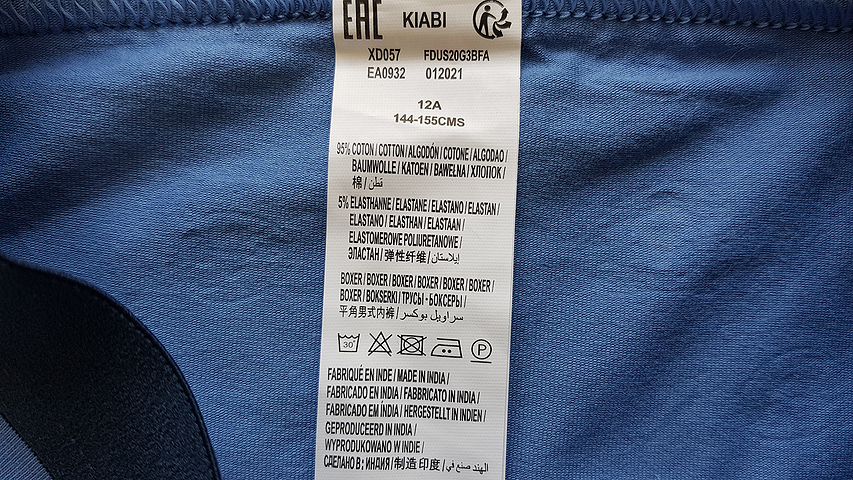 EAC KIABI
XD057 FDUS20G3BFA
EA0932 012021
12A
144-155CMS
95% COTON / COTTON / ALGODÓN / COTONE / ALGODAO /
BAUMWOLLE / KATOEN / BAWEŁNA / ХЛОПОК /
棉 / قطن
5% ELASTHANNE / ELASTANE / ELASTANO / ELASTAN /
ELASTANO / ELASTHAN / ELASTAAN /
ELASTOMEROWE POLIURETANOWE /
ЭЛАСТАН / 弹性纤维 / إيلاستان
BOXER / BOXER / BOXER / BOXER / BOXER / BOXER /
BOXER / BOKSERKI / ТРУСЫ - БОКСЕРЫ /
平角男式内裤 / سراويل بوكسر
30° P
FABRIQUÉ EN INDE / MADE IN INDIA /
FABRICADO EN INDIA / FABBRICATO IN INDIA /
FABRICADO EM ÍNDIA / HERGESTELLT IN INDIEN /
GEPRODUCEERD IN INDIA /
WYPRODUKOWANO W INDIE /
СДЕЛАНО В : ИНДИЯ / 制造印度 / الهند صنع في